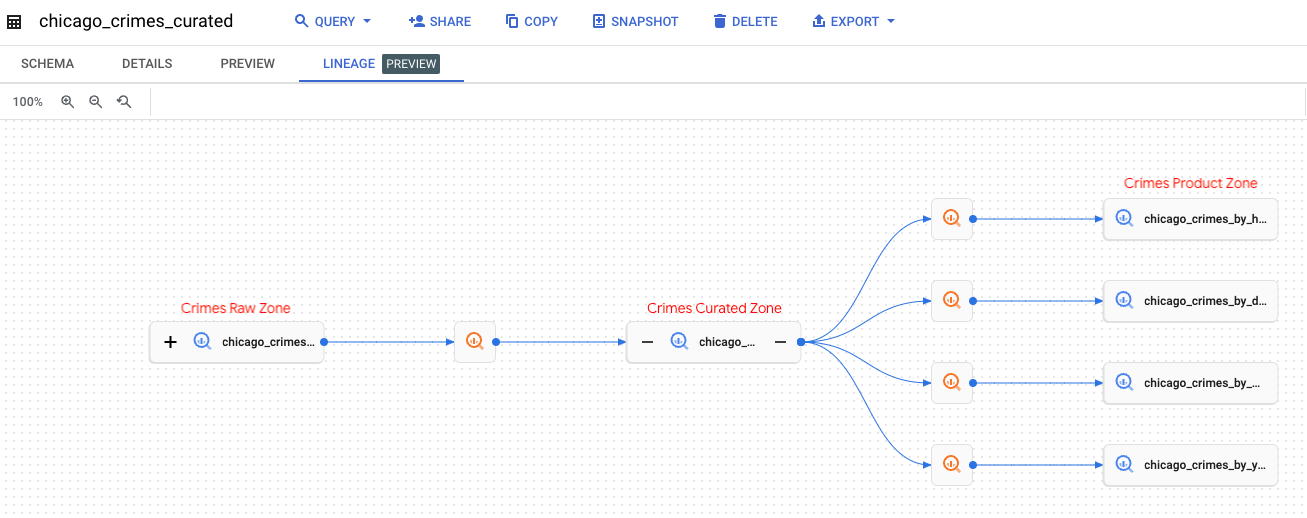 chicago_crimes_curated
QUERY
SHARE
COPY
SNAPSHOT
DELETE
EXPORT
SCHEMA
DETAILS
PREVIEW
LINEAGE
PREVIEW
100%
Crimes Product Zone
chicago_crimes_by_h...
chicago_crimes_by_d...
Crimes Raw Zone
Crimes Curated Zone
chicago_crimes...
chicago_...
chicago_crimes_by_...
chicago_crimes_by_y...